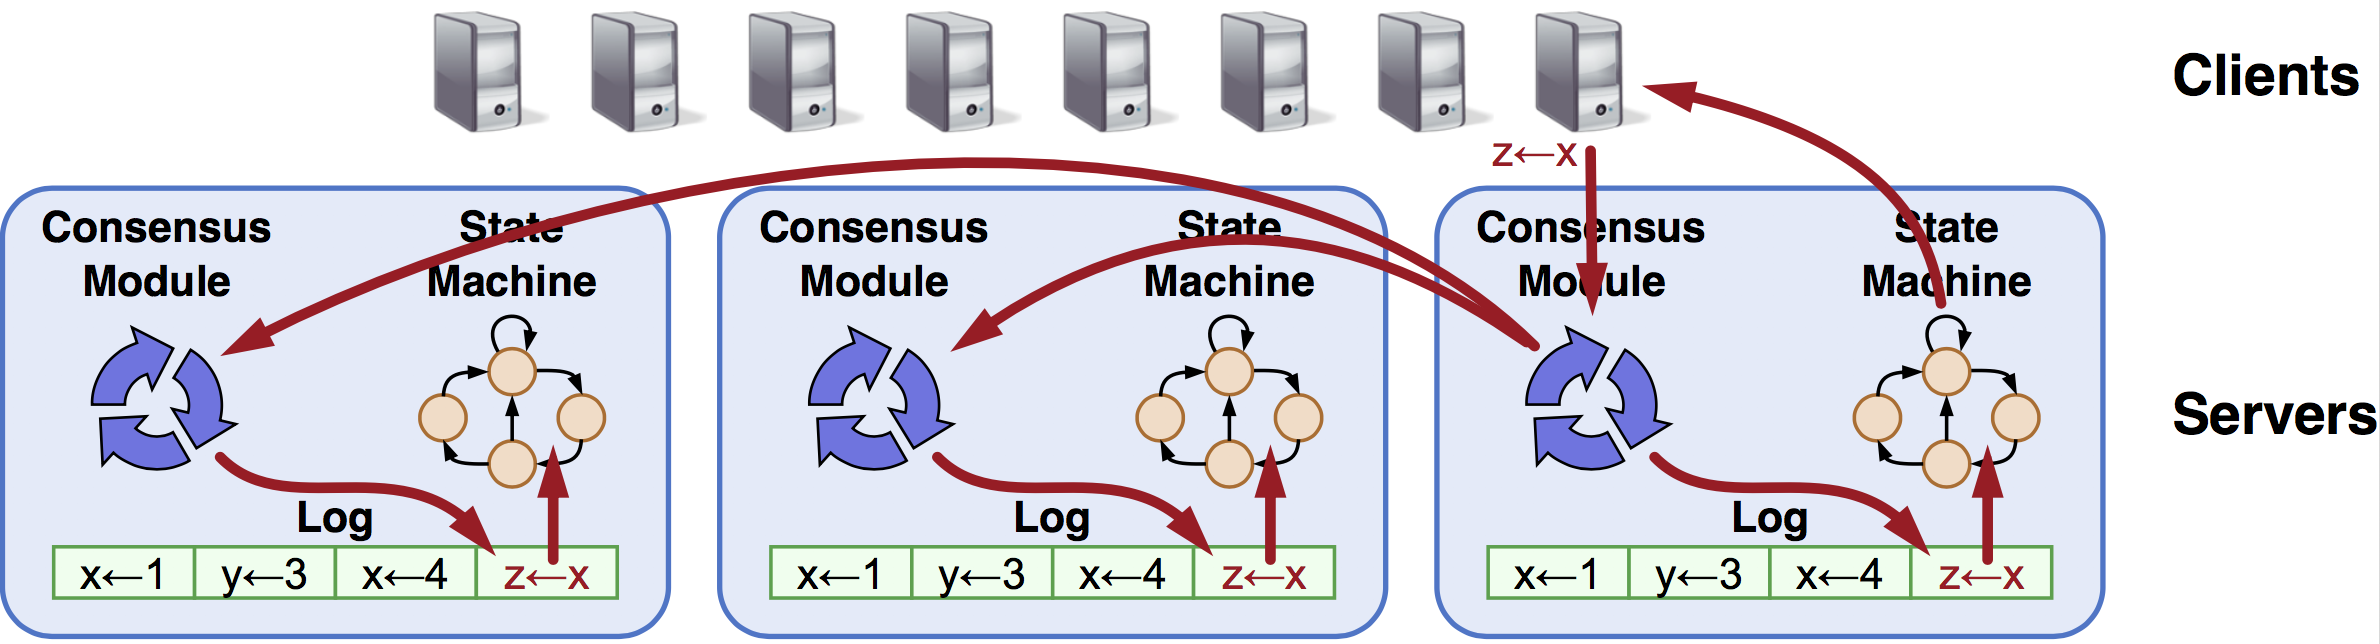 Clients
z←x
Consensus
Module
State
Machine
Consensus
Module
State
Machine
Consensus
Module
State
Machine
Servers
Log
Log
Log
x←1 y←3 x←4 z←x
x←1 y←3 x←4 z←x
x←1 y←3 x←4 z←x